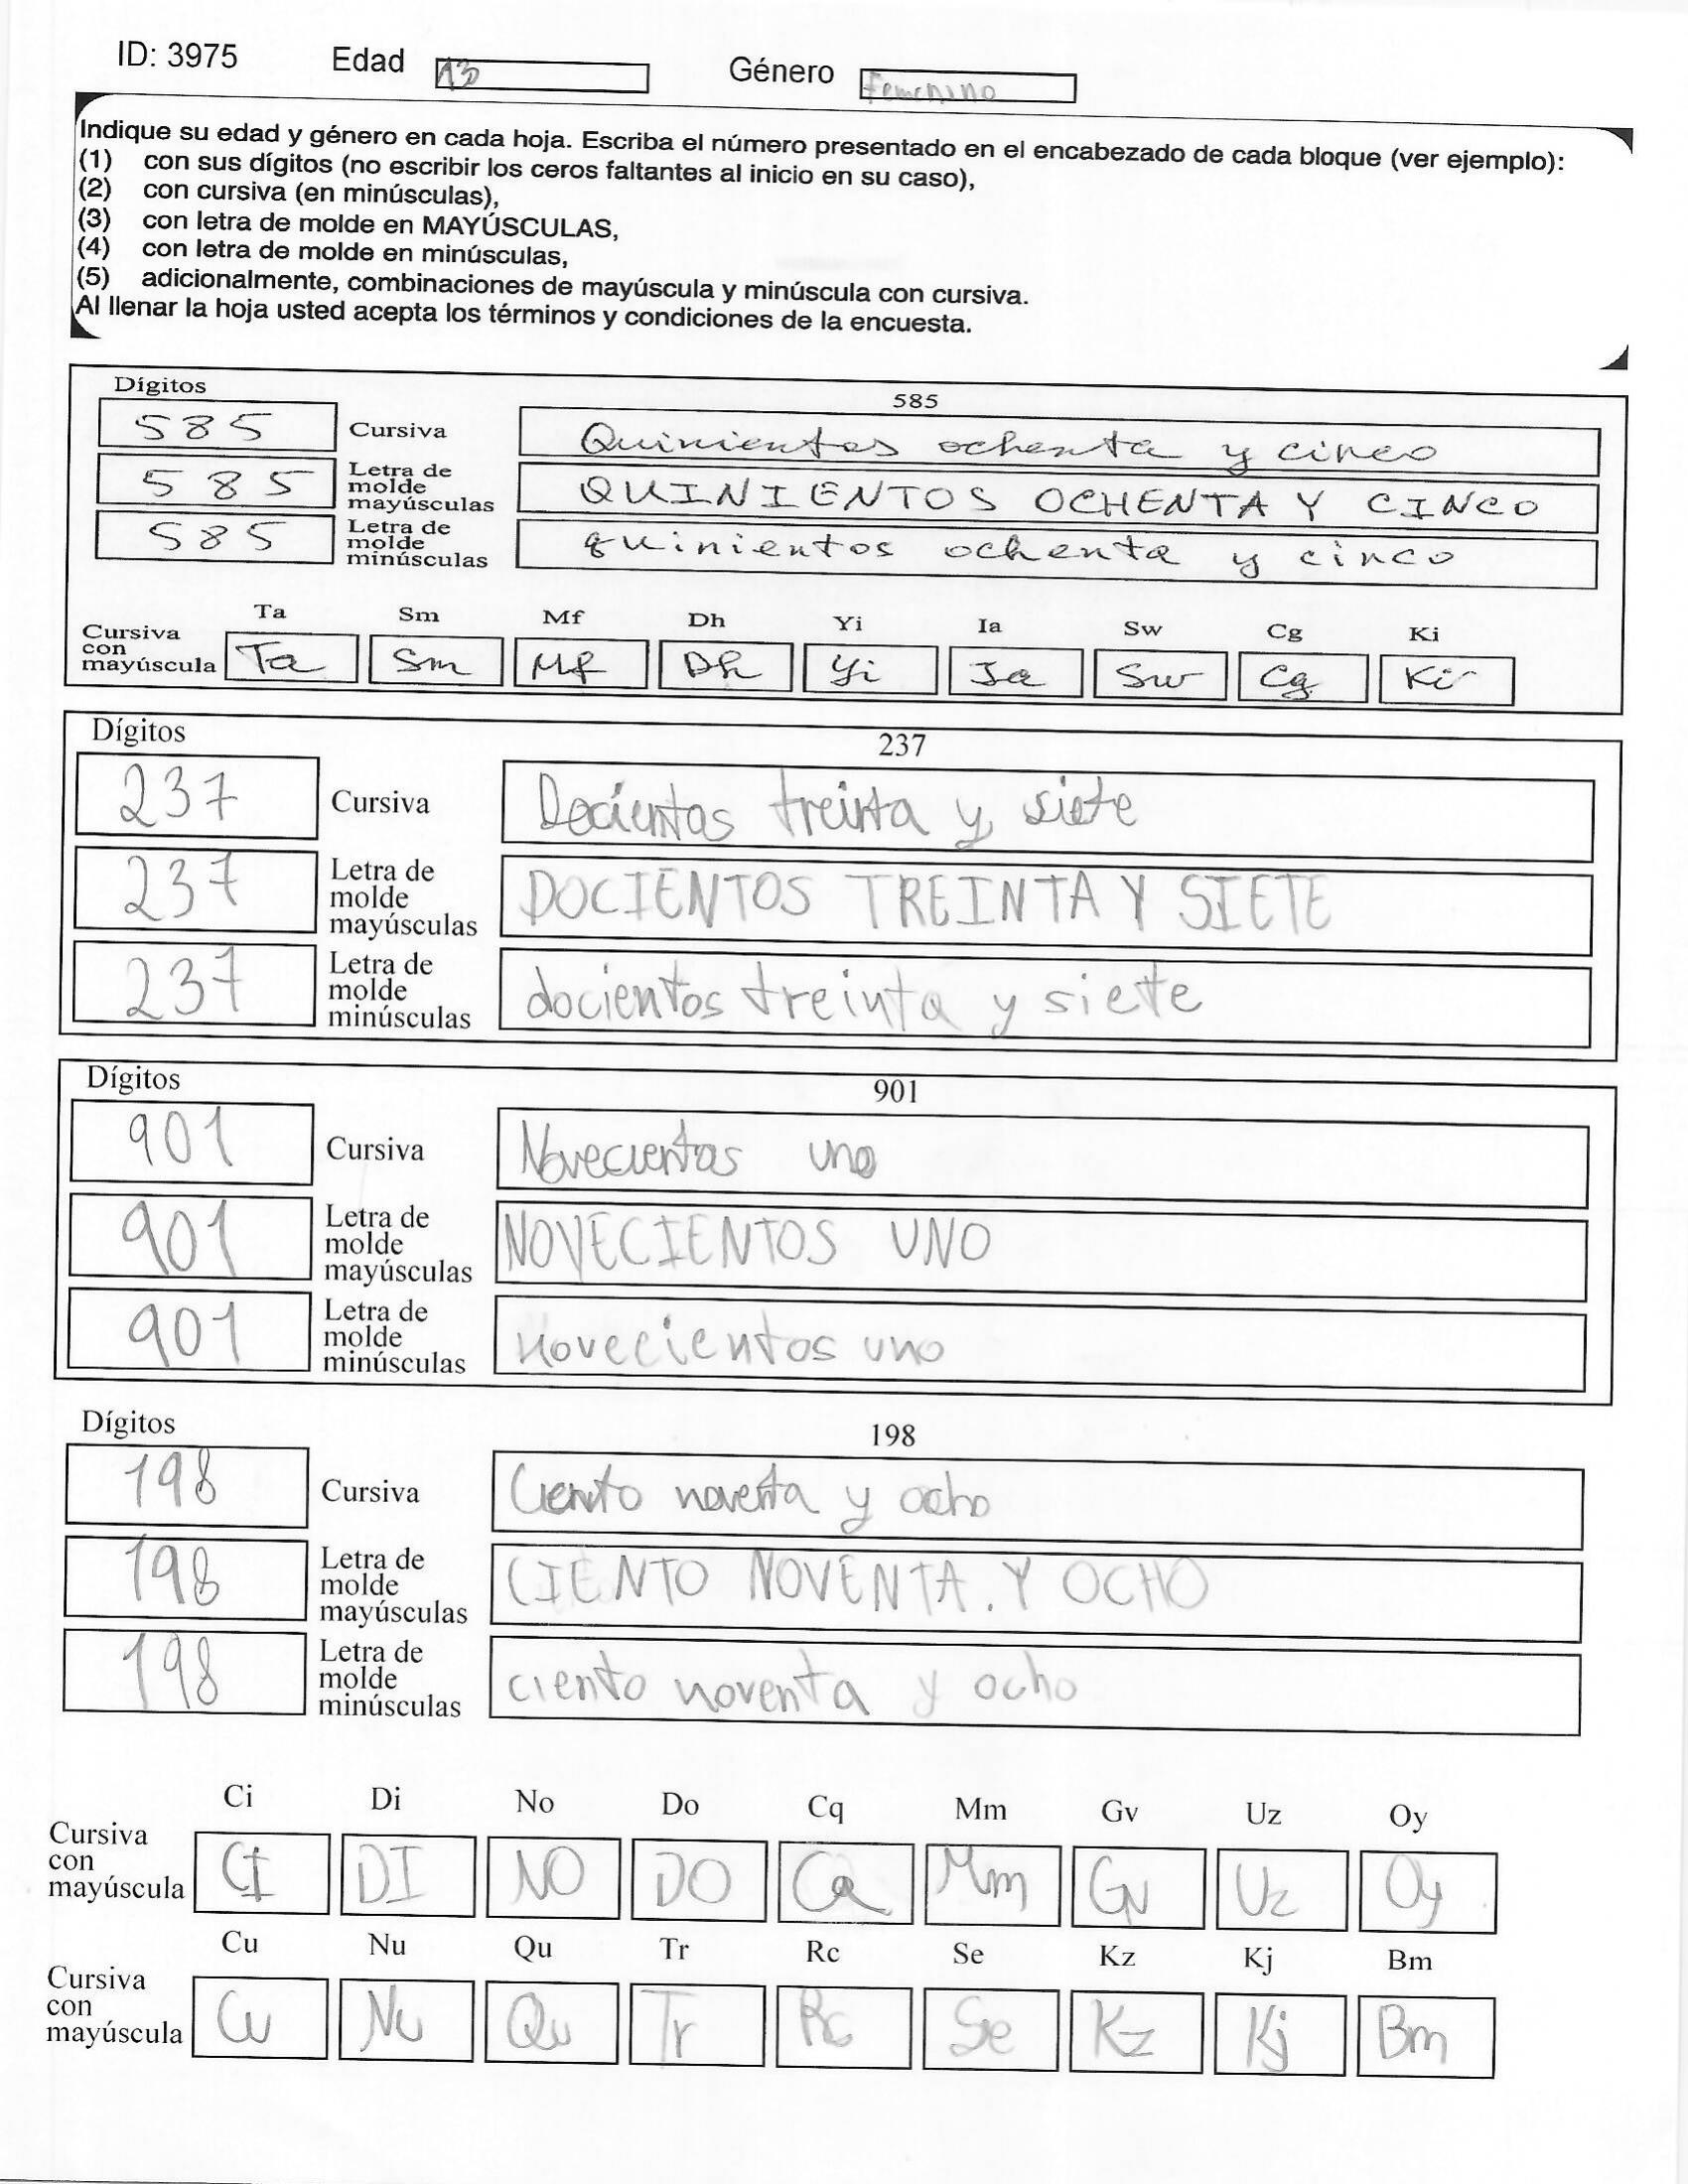 ID: 3975 Edad 13 Género Femenino
Indique su edad y género en cada hoja. Escriba el número presentado en el encabezado de cada bloque (ver ejemplo):
(1) con sus dígitos (no escribir los ceros faltantes al inicio en su caso),
(2) con cursiva (en minúsculas),
(3) con letra de molde en MAYÚSCULAS,
(4) con letra de molde en minúsculas,
(5) adicionalmente, combinaciones de mayúscula y minúscula con cursiva.
Al llenar la hoja usted acepta los términos y condiciones de la encuesta.
Dígitos 585
585 Cursiva Quinientos ochenta y cinco
585 Letra de molde mayúsculas QUINIENTOS OCHENTA Y CINCO
585 Letra de molde minúsculas quinientos ochenta y cinco
Ta Sm Mf Dh Yi Ia Sw Cg Ki
Cursiva con mayúscula Ta Sm Mf Dh Yi Ia Sw Cg Ki
Dígitos 237
237 Cursiva Docientos treinta y siete
237 Letra de molde mayúsculas DOCIENTOS TREINTA Y SIETE
237 Letra de molde minúsculas docientos treinta y siete
Dígitos 901
901 Cursiva Novecientos uno
901 Letra de molde mayúsculas NOVECIENTOS UNO
901 Letra de molde minúsculas novecientos uno
Dígitos 198
198 Cursiva Ciento noventa y ocho
198 Letra de molde mayúsculas CIENTO NOVENTA. Y OCHO
198 Letra de molde minúsculas ciento noventa y ocho
Ci Di No Do Cq Mm Gv Uz Oy
Cursiva con mayúscula CI DI NO DO Cq Mm Gv Uz Oy
Cu Nu Qu Tr Rc Se Kz Kj Bm
Cursiva con mayúscula Cu Nu Qu Tr Rc Se Kz Kj Bm